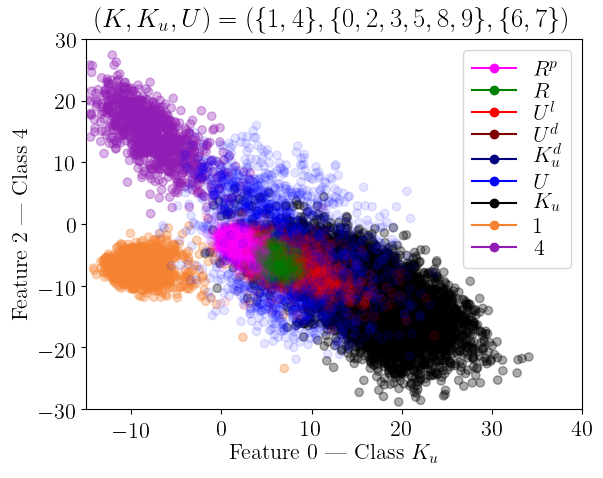 (K, K_u, U) = ({1, 4}, {0, 2, 3, 5, 8, 9}, {6, 7})
30
20
10
0
−10
−20
−30
Feature 2 — Class 4
R^p
R
U^l
U^d
K_u^d
U
K_u
1
4
−10
0
10
20
30
40
Feature 0 — Class K_u